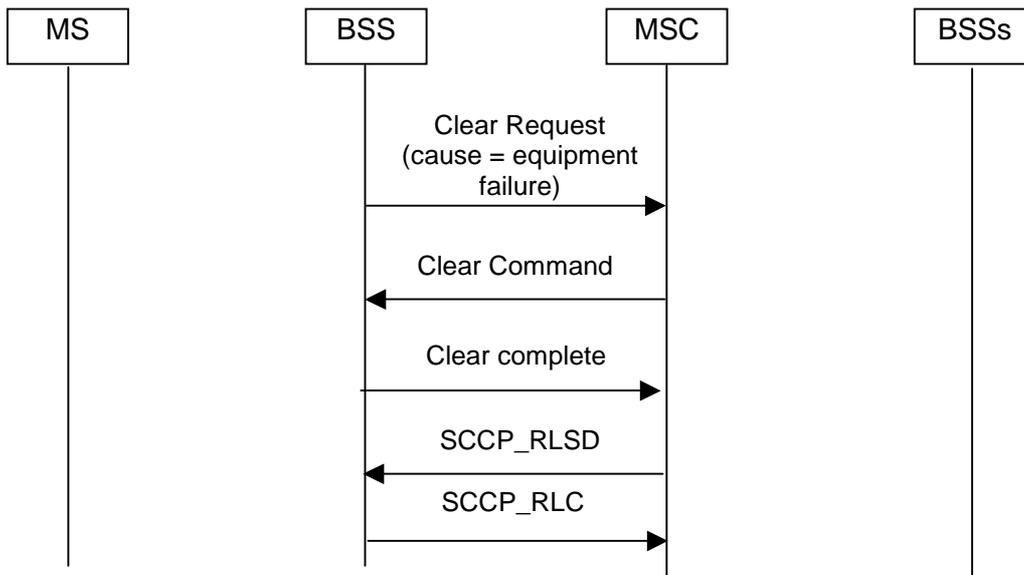 MS
BSS
MSC
BSSs
Clear Request
(cause = equipment
failure)
Clear Command
Clear complete
SCCP_RLSD
SCCP_RLC